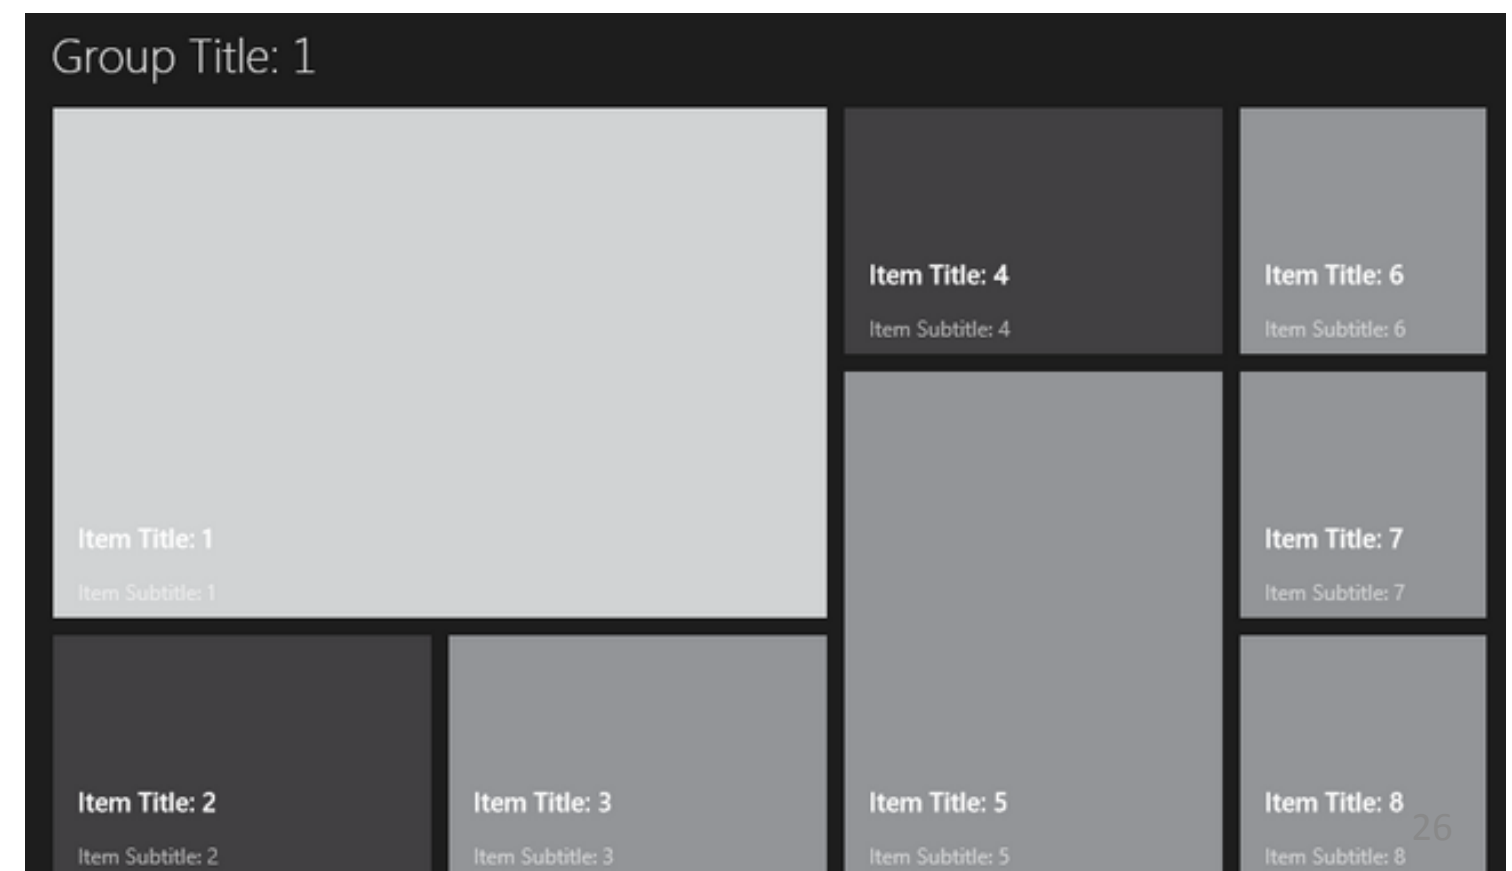 Group Title: 1
Item Title: 1
Item Subtitle: 1
Item Title: 2
Item Subtitle: 2
Item Title: 3
Item Subtitle: 3
Item Title: 4
Item Subtitle: 4
Item Title: 5
Item Subtitle: 5
Item Title: 6
Item Subtitle: 6
Item Title: 7
Item Subtitle: 7
Item Title: 8
Item Subtitle: 8
26